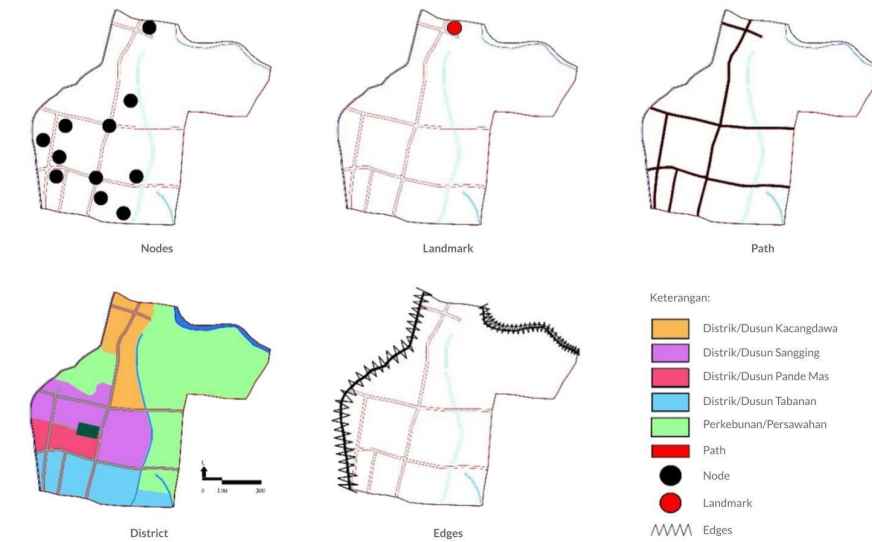 Nodes
Landmark
Path
District
0 100 300
Edges
Keterangan:
Distrik/Dusun Kacangdawa
Distrik/Dusun Sangging
Distrik/Dusun Pande Mas
Distrik/Dusun Tabanan
Perkebunan/Persawahan
Path
Node
Landmark
Edges